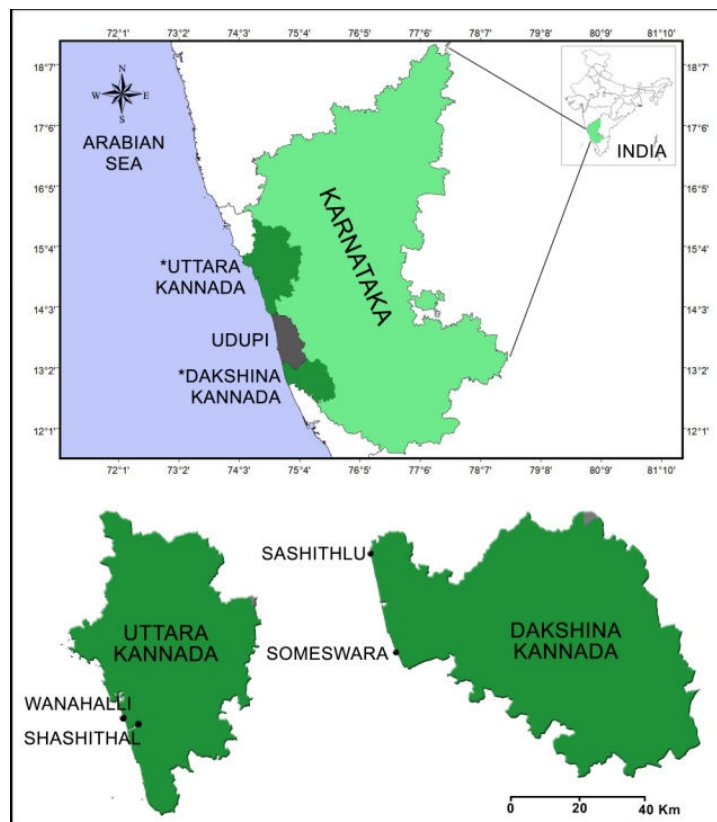 72°1' 73°2' 74°3' 75°4' 76°5' 77°6' 78°7' 79°8' 80°9' 81°10'
18°7' 18°7'
17°6' 17°6'
16°5' 16°5'
15°4' 15°4'
14°3' 14°3'
13°2' 13°2'
12°1' 12°1'
N
W E
S
ARABIAN
SEA
INDIA
KARNATAKA
*UTTARA
KANNADA
UDUPI
*DAKSHINA
KANNADA
72°1' 73°2' 74°3' 75°4' 76°5' 77°6' 78°7' 79°8' 80°9' 81°10'
UTTARA
KANNADA
WANAHALLI
SHASHITHAL
SASHITHLU
SOMESWARA
DAKSHINA
KANNADA
0 20 40 Km